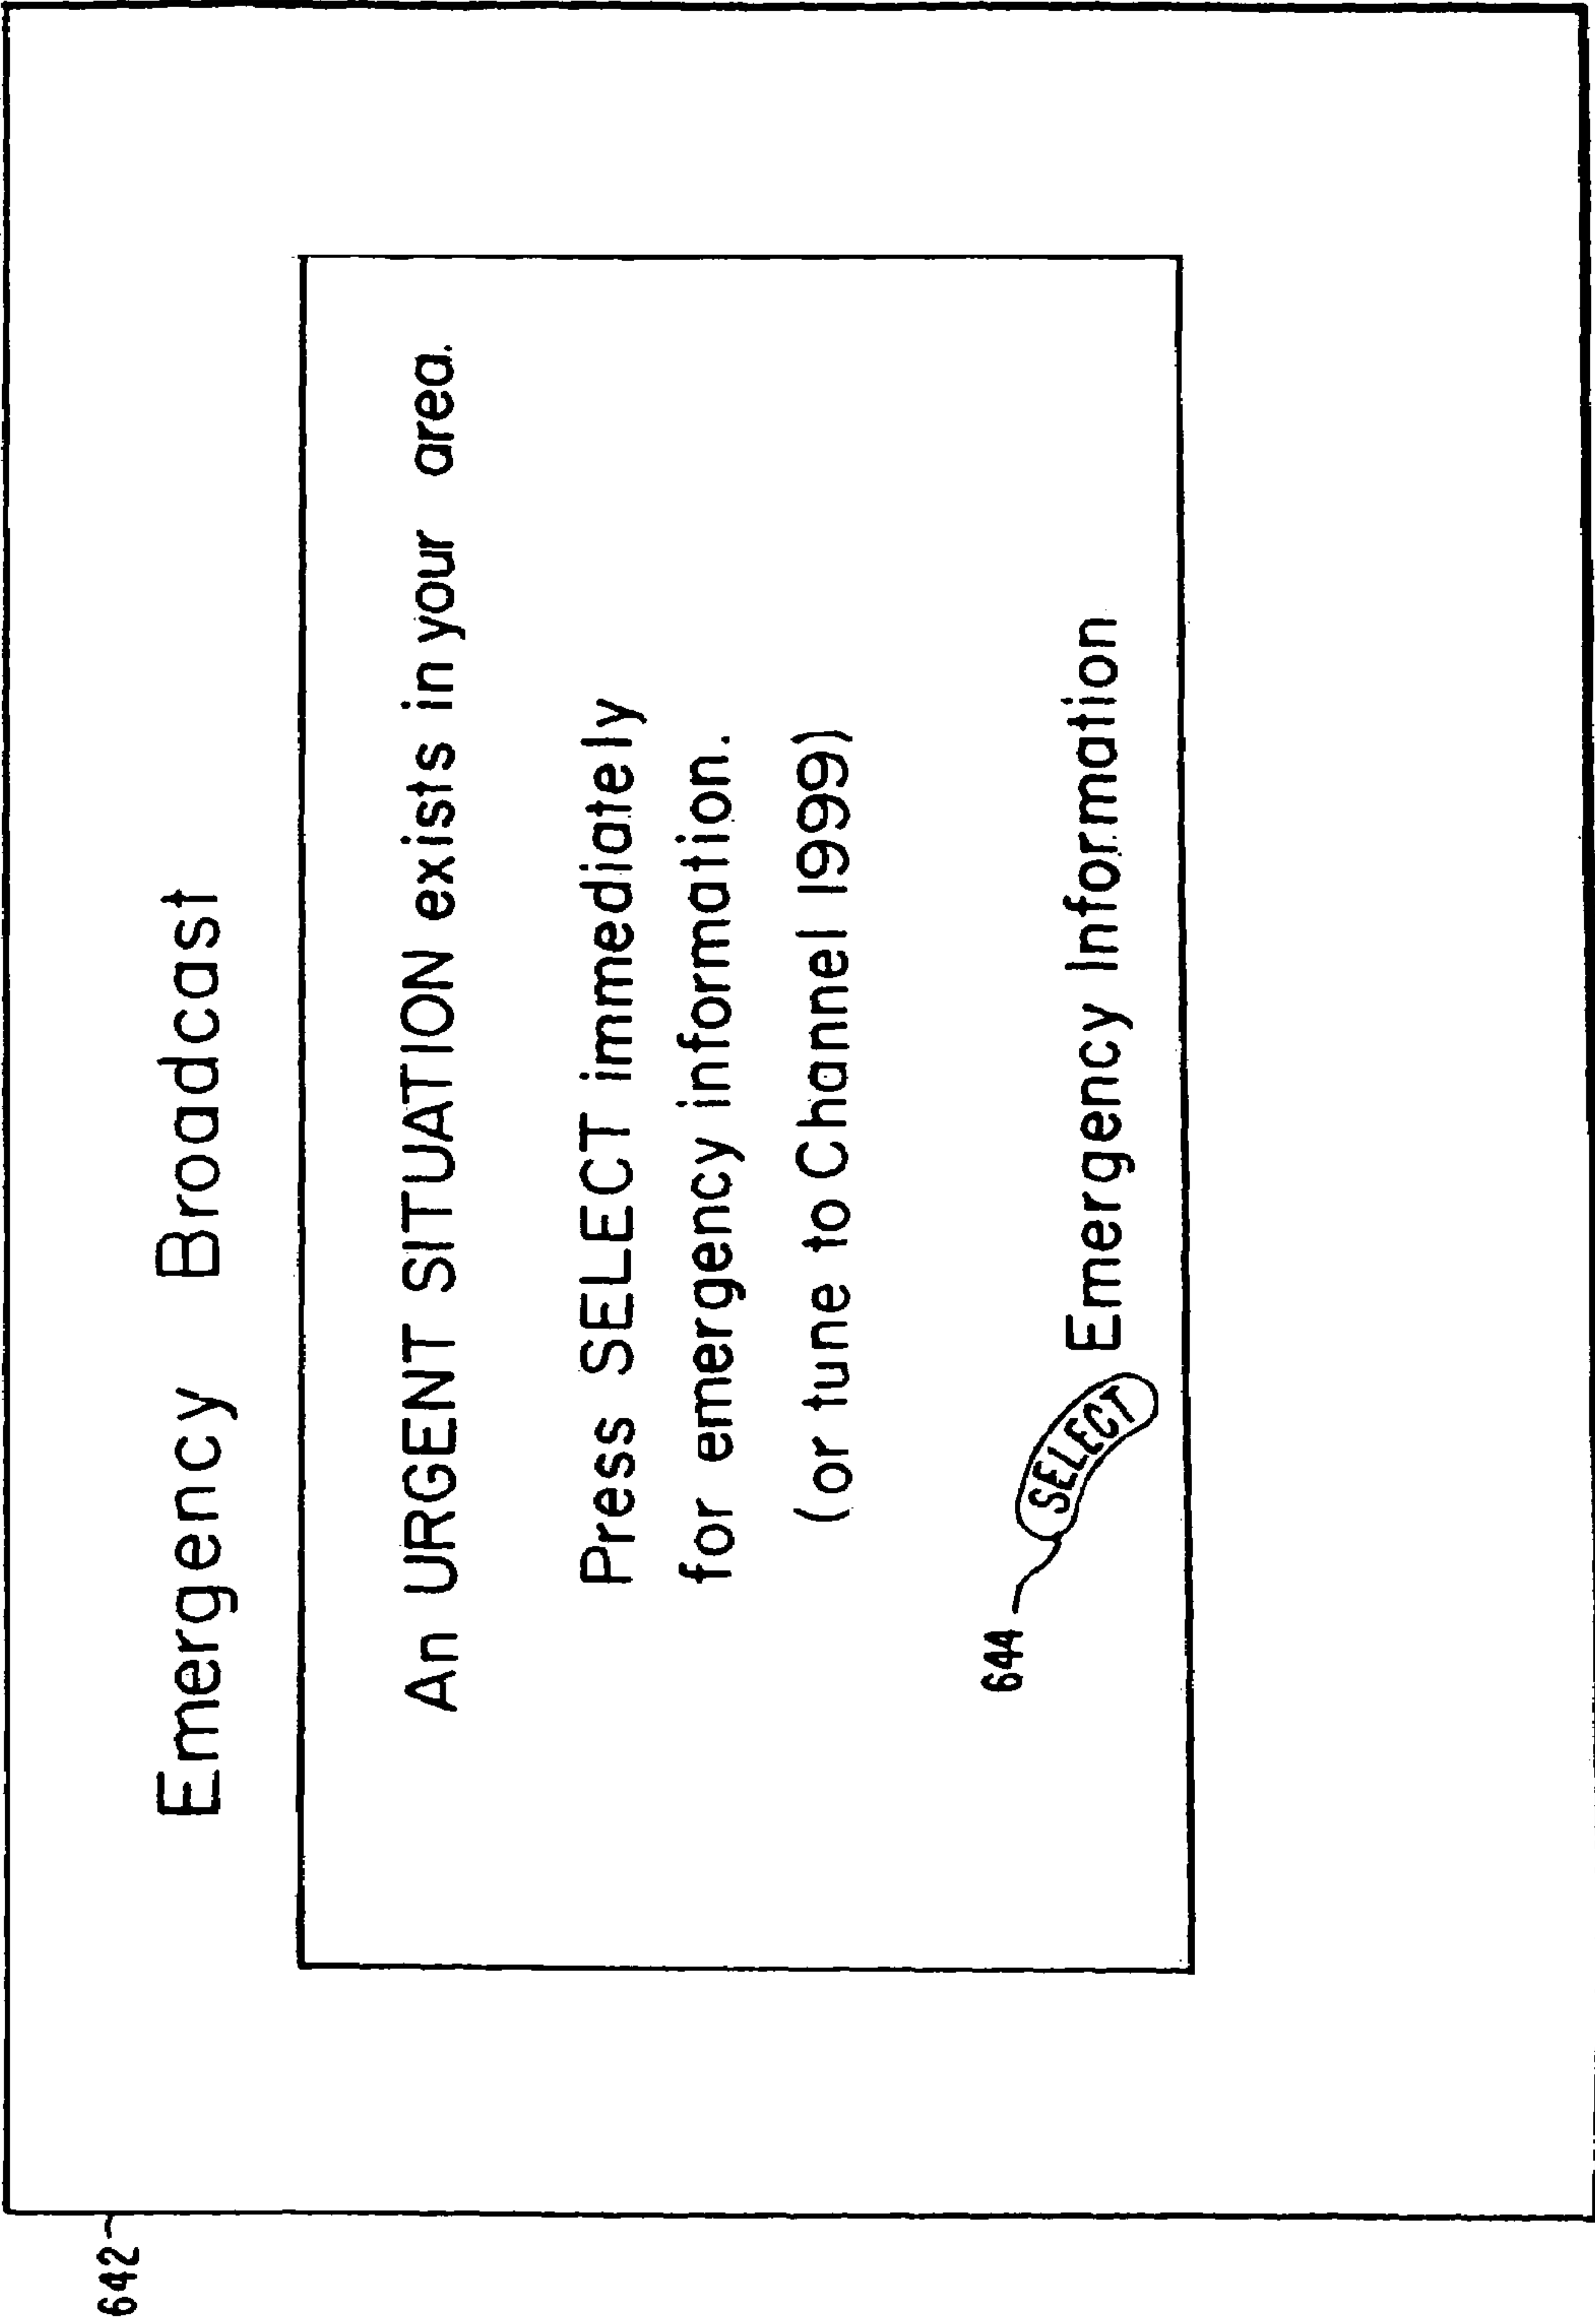 Emergency Broadcast
An URGENT SITUATION exists in your area.
Press SELECT immediately
for emergency information.
(or tune to Channel 1999)
644
SELECT Emergency Information
642